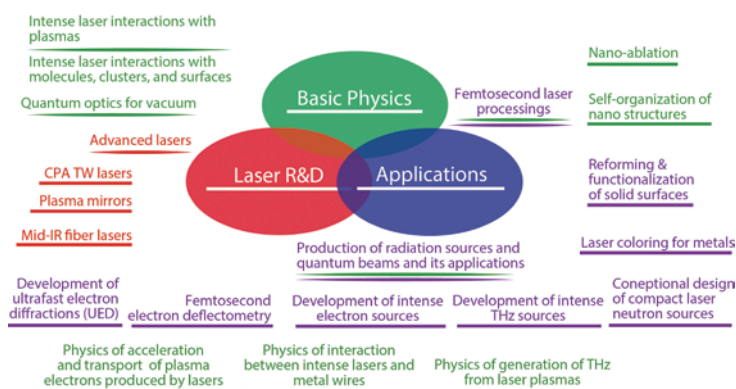 Intense laser interactions with
plasmas
Intense laser interactions with
molecules, clusters, and surfaces
Quantum optics for vacuum
Advanced lasers
CPA TW lasers
Plasma mirrors
Mid-IR fiber lasers
Basic Physics
Laser R&D
Applications
Femtosecond laser
processings
Nano-ablation
Self-organization of
nano structures
Reforming &
functionalization
of solid surfaces
Laser coloring for metals
Production of radiation sources and
quantum beams and its applications
Development of
ultrafast electron
diffractions (UED)
Femtosecond
electron deflectometry
Development of intense
electron sources
Development of intense
THz sources
Coneptional design
of compact laser
neutron sources
Physics of acceleration
and transport of plasma
electrons produced by lasers
Physics of interaction
between intense lasers and
metal wires
Physics of generation of THz
from laser plasmas